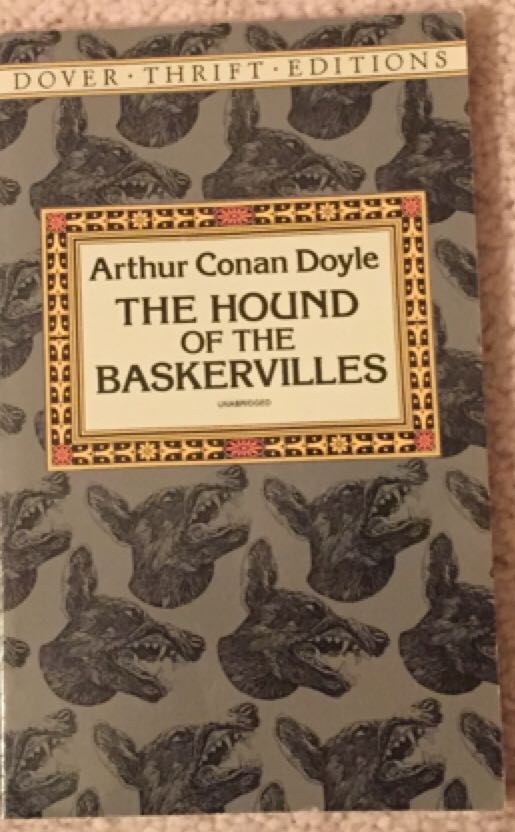 DOVER · THRIFT · EDITIONS
Arthur Conan Doyle
THE HOUND
OF THE
BASKERVILLES
UNABRIDGED